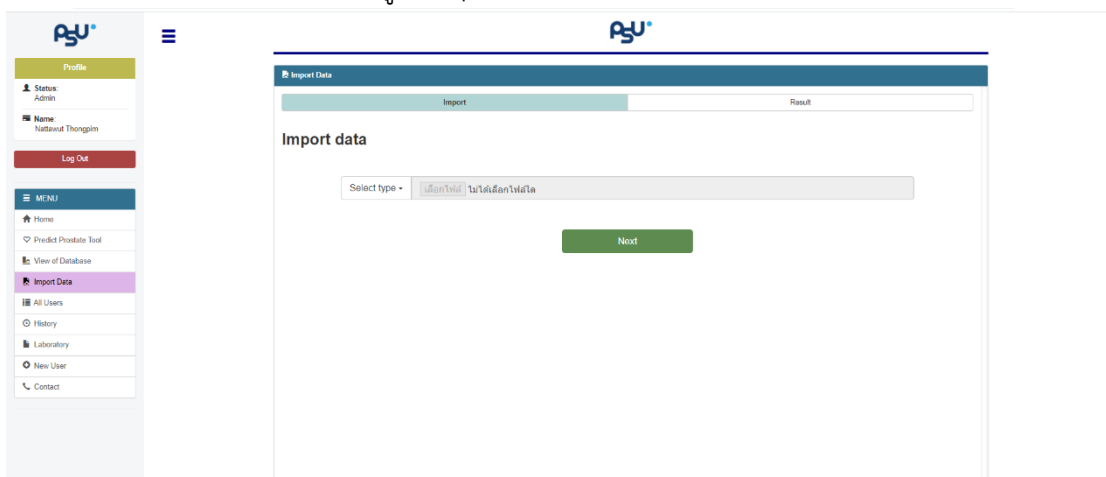 PSU
PSU
Profile
Status:
Admin
Name:
Nattawut Thongpim
Log Out
MENU
Home
Predict Prostate Tool
View of Database
Import Data
All Users
History
Laboratory
New User
Contact
Import Data
Import Result
Import data
Select type เลือกไฟล์ ไม่ได้เลือกไฟล์ใด
Next